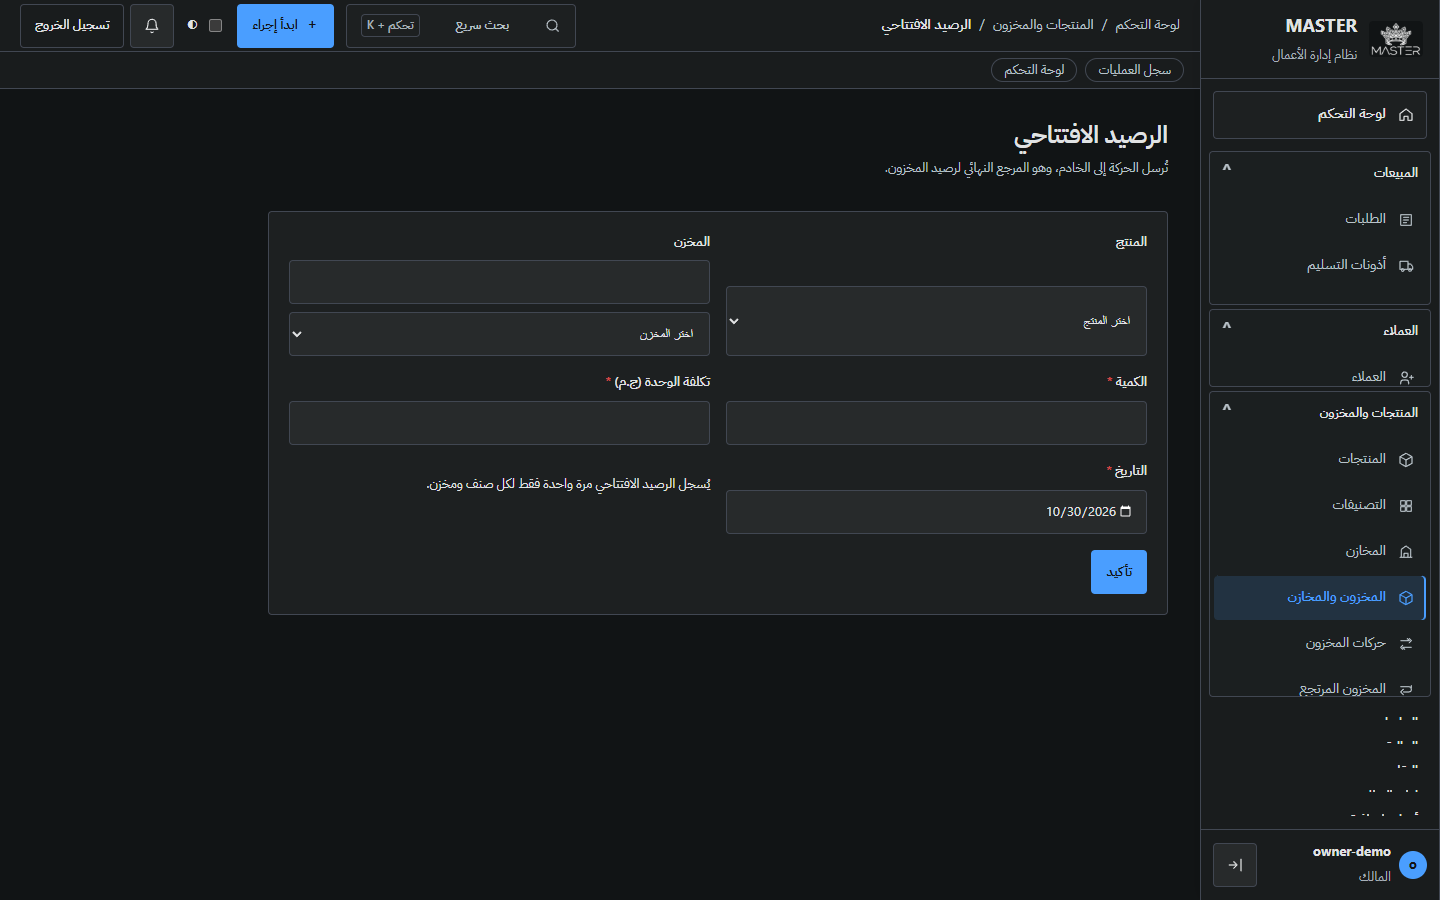 MASTER
MASTER
نظام إدارة الأعمال
لوحة التحكم
المبيعات
الطلبات
أذونات التسليم
العملاء
العملاء
المنتجات والمخزون
المنتجات
التصنيفات
المخازن
المخزون والمخازن
حركات المخزون
المخزون المرتجع
owner-demo
المالك
o
لوحة التحكم / المنتجات والمخزون / الرصيد الافتتاحي
بحث سريع
تحكم + K
+ ابدأ إجراء
تسجيل الخروج
سجل العمليات
لوحة التحكم
الرصيد الافتتاحي
تُرسل الحركة إلى الخادم، وهو المرجع النهائي لرصيد المخزون.
المنتج
اختر المنتج
المخزن
اختر المخزن
الكمية *
تكلفة الوحدة (ج.م) *
التاريخ *
10/30/2026
يُسجل الرصيد الافتتاحي مرة واحدة فقط لكل صنف ومخزن.
تأكيد